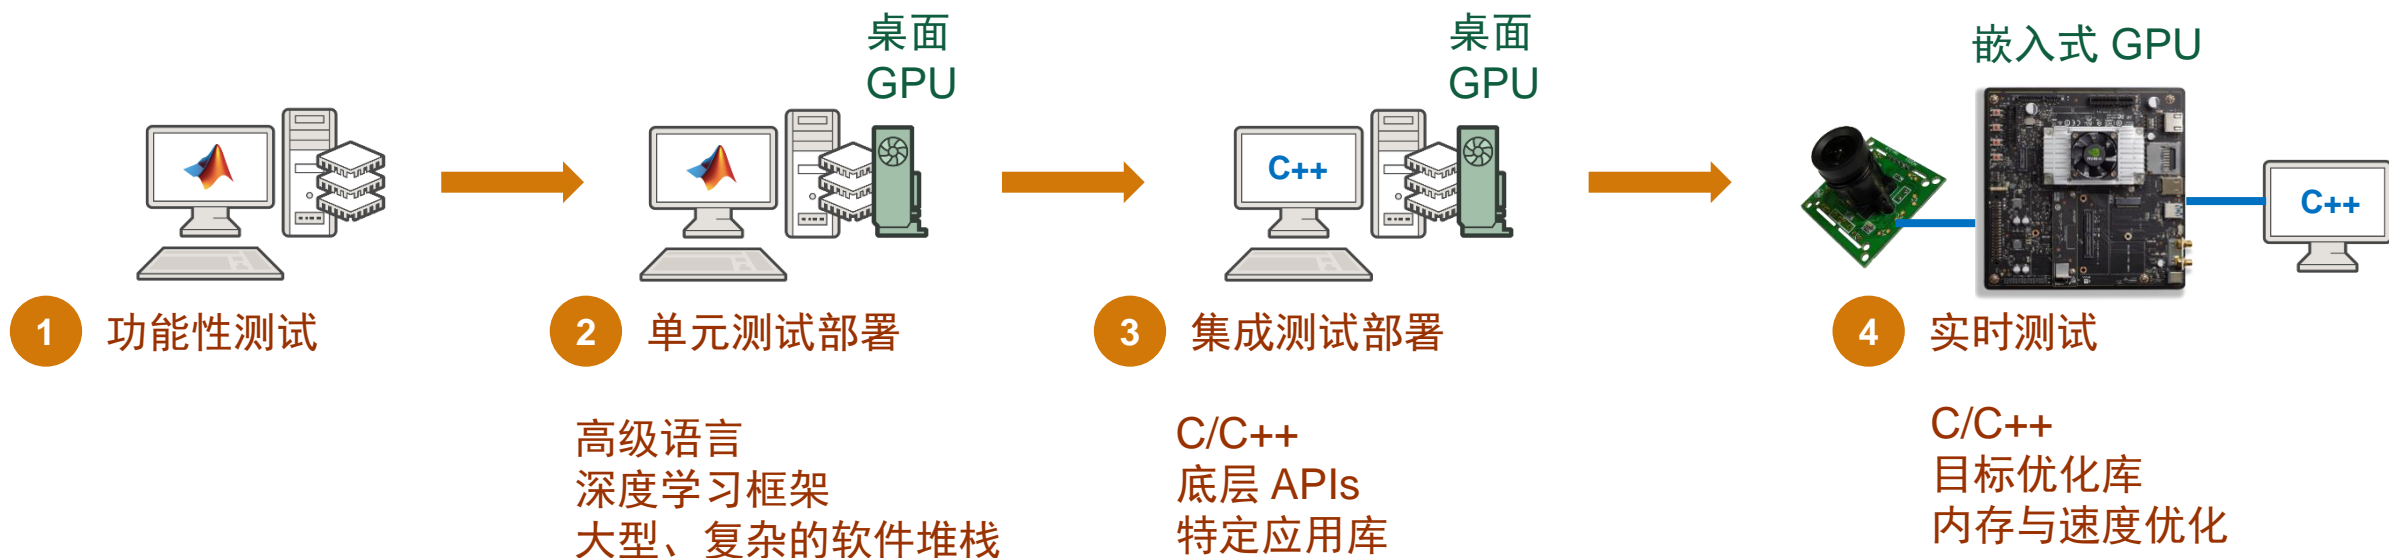 桌面
GPU
桌面
GPU
嵌入式 GPU
C++
C++
1 功能性测试
2 单元测试部署
3 集成测试部署
4 实时测试
高级语言
深度学习框架
大型、复杂的软件堆栈
C/C++
底层 APIs
特定应用库
C/C++
目标优化库
内存与速度优化